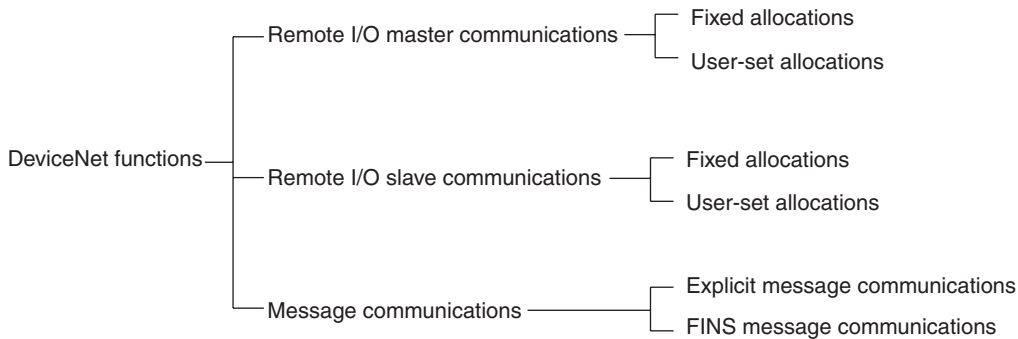 DeviceNet functions
Remote I/O master communications
Fixed allocations
User-set allocations
Remote I/O slave communications
Fixed allocations
User-set allocations
Message communications
Explicit message communications
FINS message communications